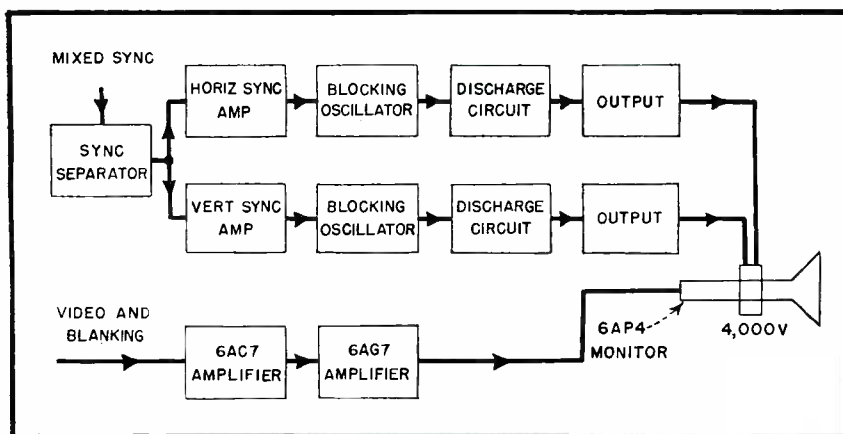 MIXED SYNC
SYNC
SEPARATOR
HORIZ SYNC
AMP
BLOCKING
OSCILLATOR
DISCHARGE
CIRCUIT
OUTPUT
VERT SYNC
AMP
BLOCKING
OSCILLATOR
DISCHARGE
CIRCUIT
OUTPUT
VIDEO AND
BLANKING
6AC7
AMPLIFIER
6AG7
AMPLIFIER
6AP4
MONITOR
4,000V